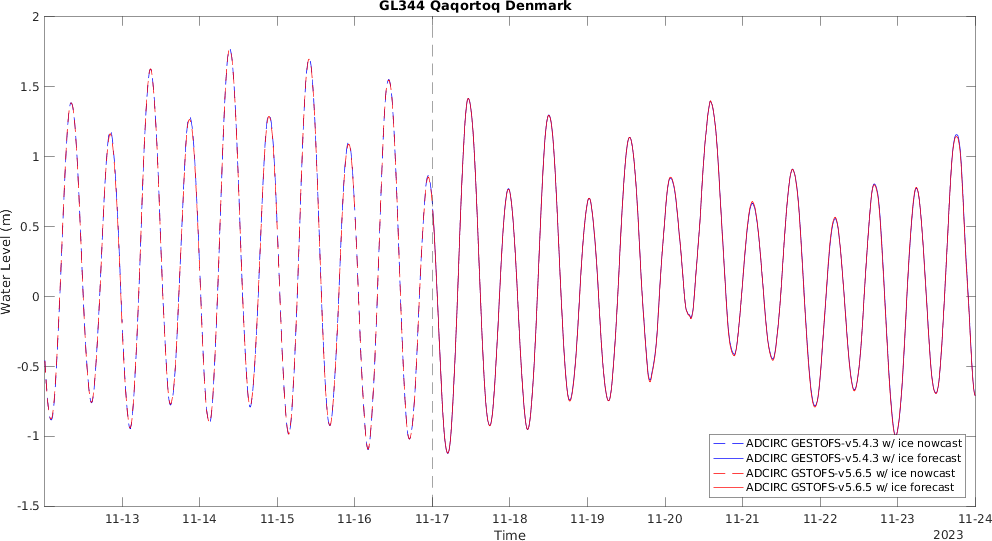 GL344 Qaqortoq Denmark
2
1.5
1
0.5
0
-0.5
-1
-1.5
Water Level (m)
11-13 11-14 11-15 11-16 11-17 11-18 11-19 11-20 11-21 11-22 11-23 11-24
Time
2023
ADCIRC GESTOFS-v5.4.3 w/ ice nowcast
ADCIRC GESTOFS-v5.4.3 w/ ice forecast
ADCIRC GSTOFS-v5.6.5 w/ ice nowcast
ADCIRC GSTOFS-v5.6.5 w/ ice forecast